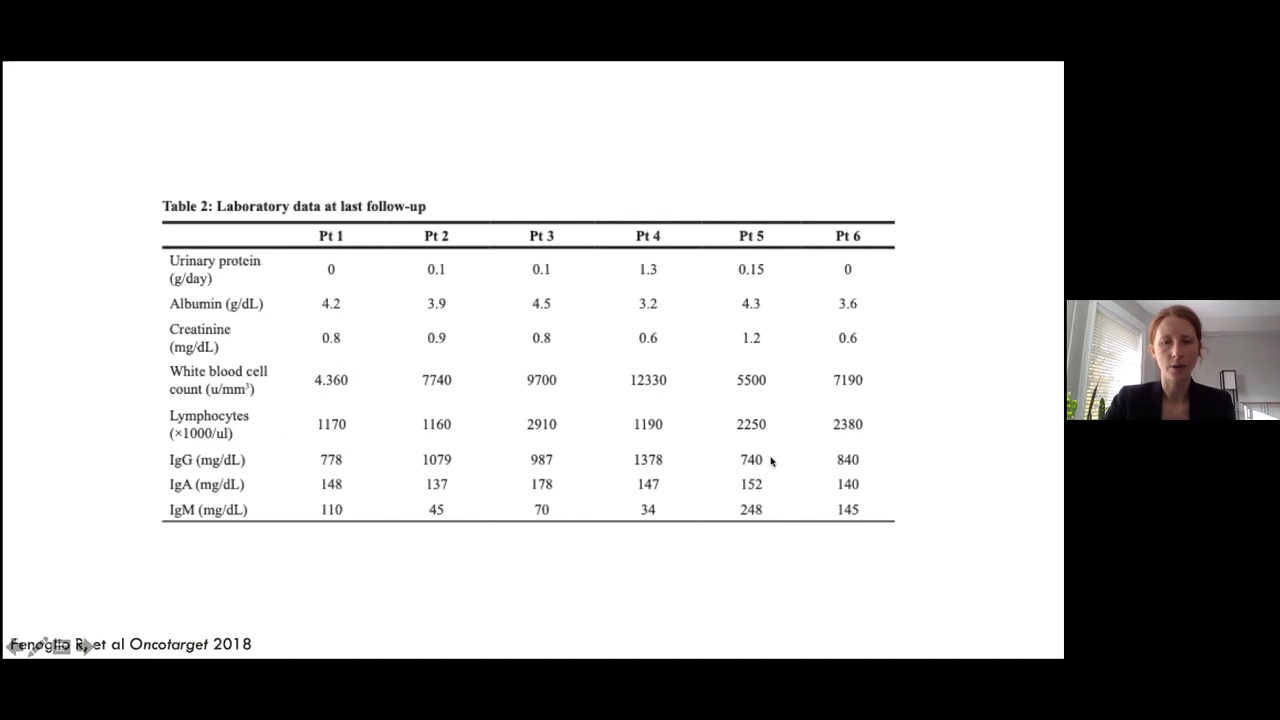 Table 2: Laboratory data at last follow-up
Pt 1 Pt 2 Pt 3 Pt 4 Pt 5 Pt 6
Urinary protein
(g/day) 0 0.1 0.1 1.3 0.15 0
Albumin (g/dL) 4.2 3.9 4.5 3.2 4.3 3.6
Creatinine
(mg/dL) 0.8 0.9 0.8 0.6 1.2 0.6
White blood cell
count (u/mm³) 4.360 7740 9700 12330 5500 7190
Lymphocytes
(×1000/ul) 1170 1160 2910 1190 2250 2380
IgG (mg/dL) 778 1079 987 1378 740 840
IgA (mg/dL) 148 137 178 147 152 140
IgM (mg/dL) 110 45 70 34 248 145
Fenoglio R, et al Oncotarget 2018